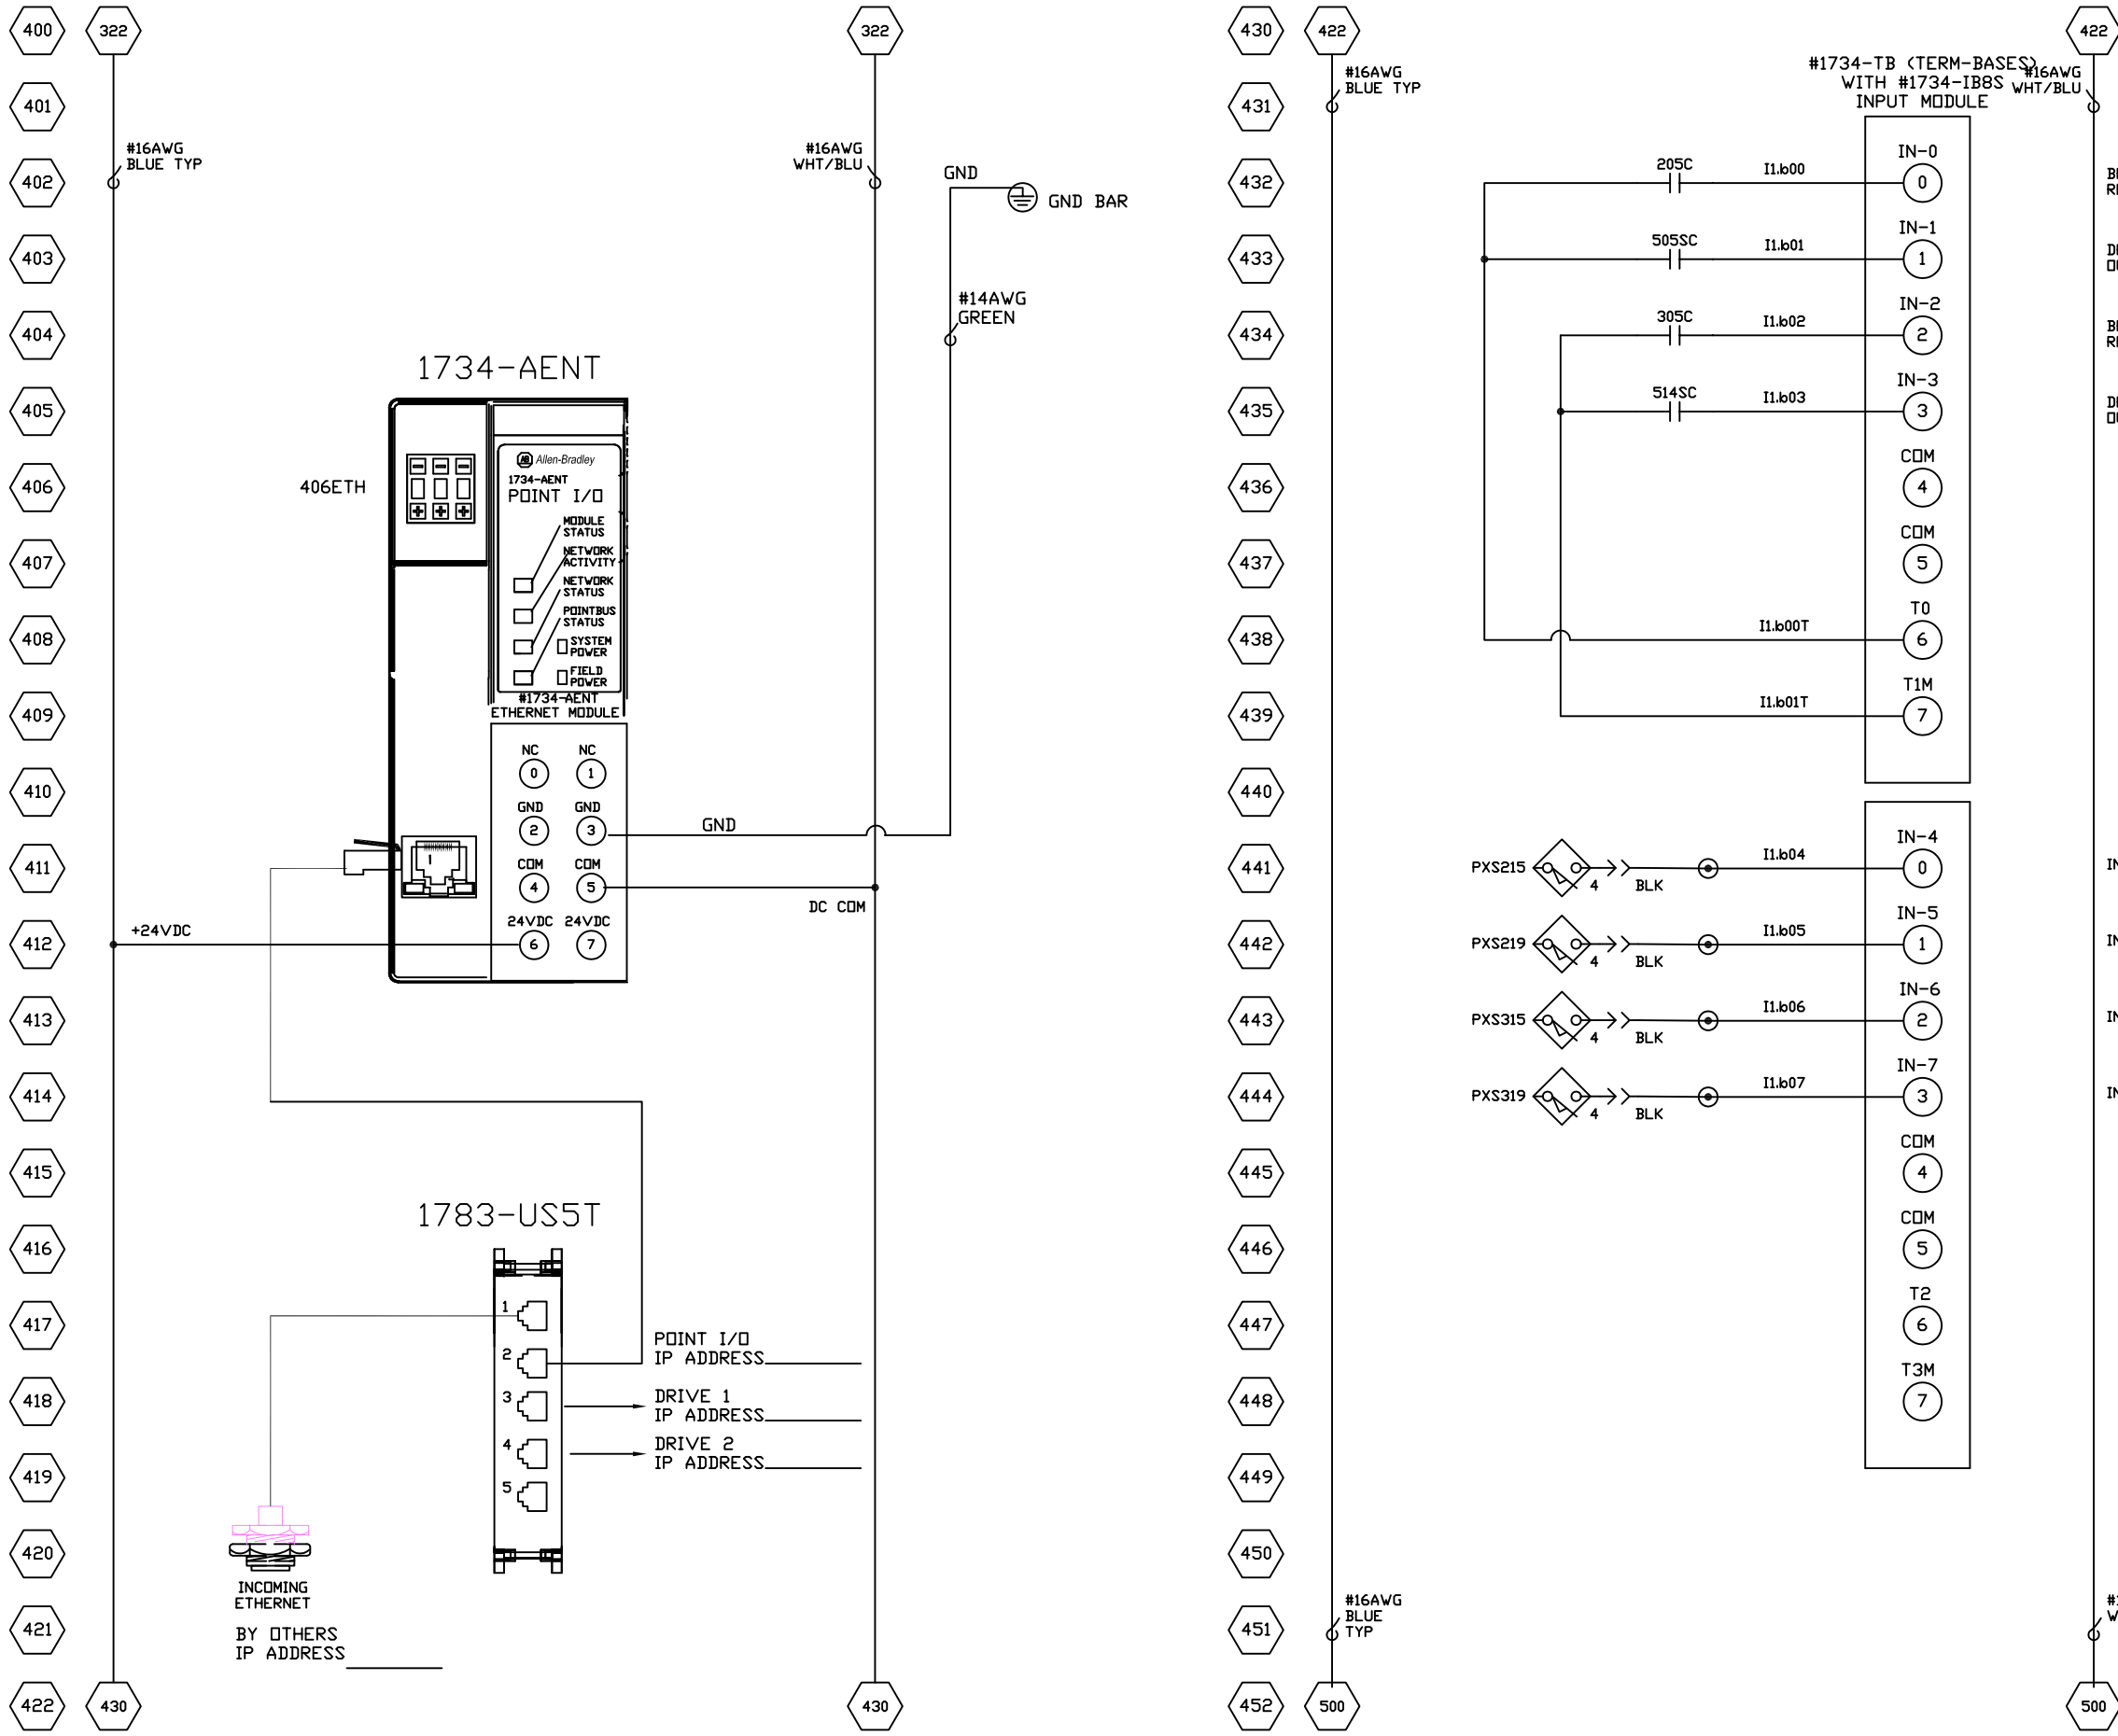 400
322
322
401
#16AWG
BLUE TYP
#16AWG
WHT/BLU
402
GND
GND BAR
403
#14AWG
GREEN
404
1734-AENT
405
Allen-Bradley
1734-AENT
POINT I/O
406
406ETH
MODULE
STATUS
NETWORK
ACTIVITY
407
NETWORK
STATUS
POINTBUS
STATUS
408
SYSTEM
POWER
FIELD
POWER
#1734-AENT
ETHERNET MODULE
409
NC
NC
0
1
410
GND
GND
2
3
GND
411
COM
COM
4
5
DC COM
24VDC
24VDC
412
+24VDC
6
7
413
414
415
1783-US5T
416
417
1
POINT I/O
IP ADDRESS
2
418
3
DRIVE 1
IP ADDRESS
4
DRIVE 2
IP ADDRESS
419
5
420
INCOMING
ETHERNET
421
BY OTHERS
IP ADDRESS
422
430
430
430
422
422
#1734-TB (TERM-BASES)
WITH #1734-IB8S
INPUT MODULE
#16AWG
BLUE TYP
#16AWG
WHT/BLU
431
IN-0
432
205C
I1.b00
0
IN-1
433
505SC
I1.b01
1
IN-2
434
305C
I1.b02
2
IN-3
435
514SC
I1.b03
3
COM
436
4
COM
437
5
T0
438
I1.b00T
6
T1M
439
I1.b01T
7
440
IN-4
441
PXS215
4
BLK
I1.b04
0
IN
IN-5
442
PXS219
4
BLK
I1.b05
1
IN
IN-6
443
PXS315
4
BLK
I1.b06
2
IN
IN-7
444
PXS319
4
BLK
I1.b07
3
IN
COM
445
4
COM
446
5
T2
447
6
T3M
448
7
449
450
451
#16AWG
BLUE
TYP
452
500
500